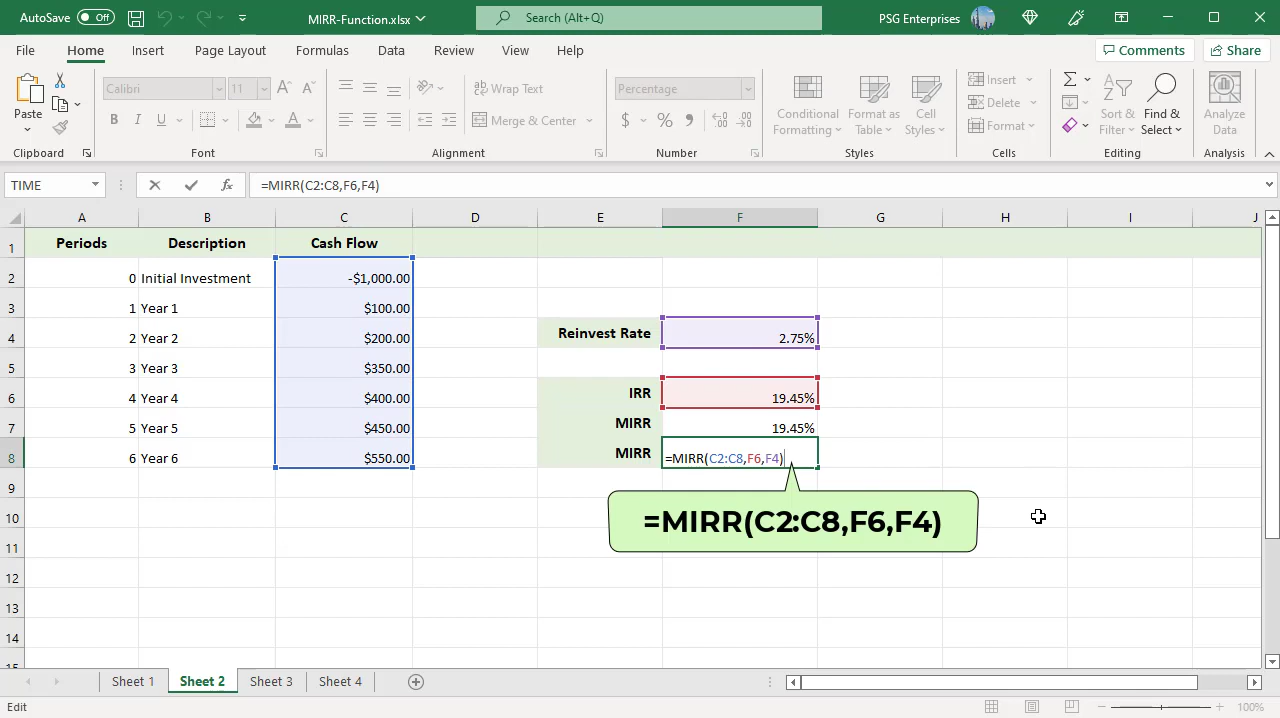 AutoSave Off MIRR-Function.xlsx Search (Alt+Q) PSG Enterprises
File Home Insert Page Layout Formulas Data Review View Help Comments Share
Paste Calibri 11 Wrap Text Percentage Conditional Formatting Format as Table Cell Styles Insert Sort & Filter Find & Select Analyze Data
B I U Merge & Center $ % Delete
Format
Clipboard Font Alignment Number Styles Cells Editing Analysis
TIME fx =MIRR(C2:C8,F6,F4)
A B C D E F G H I J
1 Periods Description Cash Flow
2 0 Initial Investment -$1,000.00
3 1 Year 1 $100.00
4 2 Year 2 $200.00 Reinvest Rate 2.75%
5 3 Year 3 $350.00
6 4 Year 4 $400.00 IRR 19.45%
7 5 Year 5 $450.00 MIRR 19.45%
8 6 Year 6 $550.00 MIRR =MIRR(C2:C8,F6,F4)
9
10 =MIRR(C2:C8,F6,F4)
11
12
13
14
15
Sheet 1 Sheet 2 Sheet 3 Sheet 4
Edit 100%